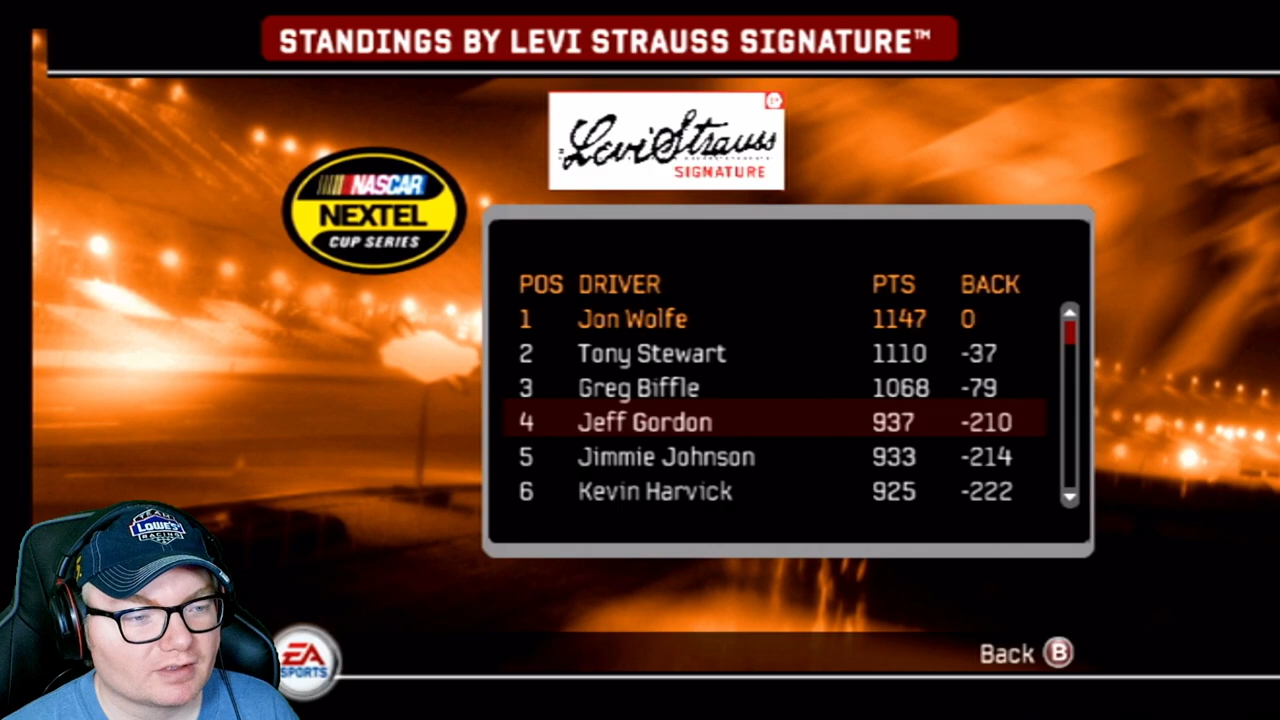 STANDINGS BY LEVI STRAUSS SIGNATURE™
Levi Strauss
SIGNATURE
NASCAR
NEXTEL
CUP SERIES
POS DRIVER PTS BACK
1 Jon Wolfe 1147 0
2 Tony Stewart 1110 -37
3 Greg Biffle 1068 -79
4 Jeff Gordon 937 -210
5 Jimmie Johnson 933 -214
6 Kevin Harvick 925 -222
TEAM
LOWE'S
RACING
EA
SPORTS
Back B